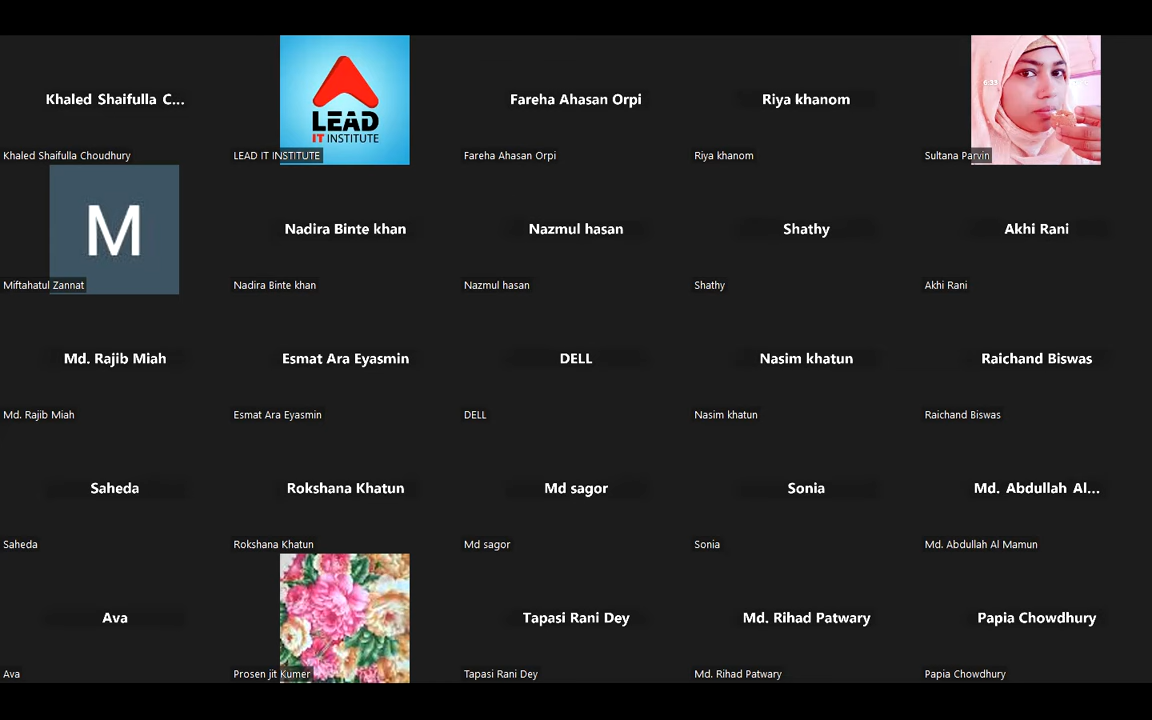 Khaled Shaifulla C...
Khaled Shaifulla Choudhury
LEAD
IT INSTITUTE
LEAD IT INSTITUTE
Fareha Ahasan Orpi
Fareha Ahasan Orpi
Riya khanom
Riya khanom
6:33
Sultana Parvin
M
Miftahatul Zannat
Nadira Binte khan
Nadira Binte khan
Nazmul hasan
Nazmul hasan
Shathy
Shathy
Akhi Rani
Akhi Rani
Md. Rajib Miah
Md. Rajib Miah
Esmat Ara Eyasmin
Esmat Ara Eyasmin
DELL
DELL
Nasim khatun
Nasim khatun
Raichand Biswas
Raichand Biswas
Saheda
Saheda
Rokshana Khatun
Rokshana Khatun
Md sagor
Md sagor
Sonia
Sonia
Md. Abdullah Al...
Md. Abdullah Al Mamun
Ava
Ava
Prosen jit Kumer
Tapasi Rani Dey
Tapasi Rani Dey
Md. Rihad Patwary
Md. Rihad Patwary
Papia Chowdhury
Papia Chowdhury